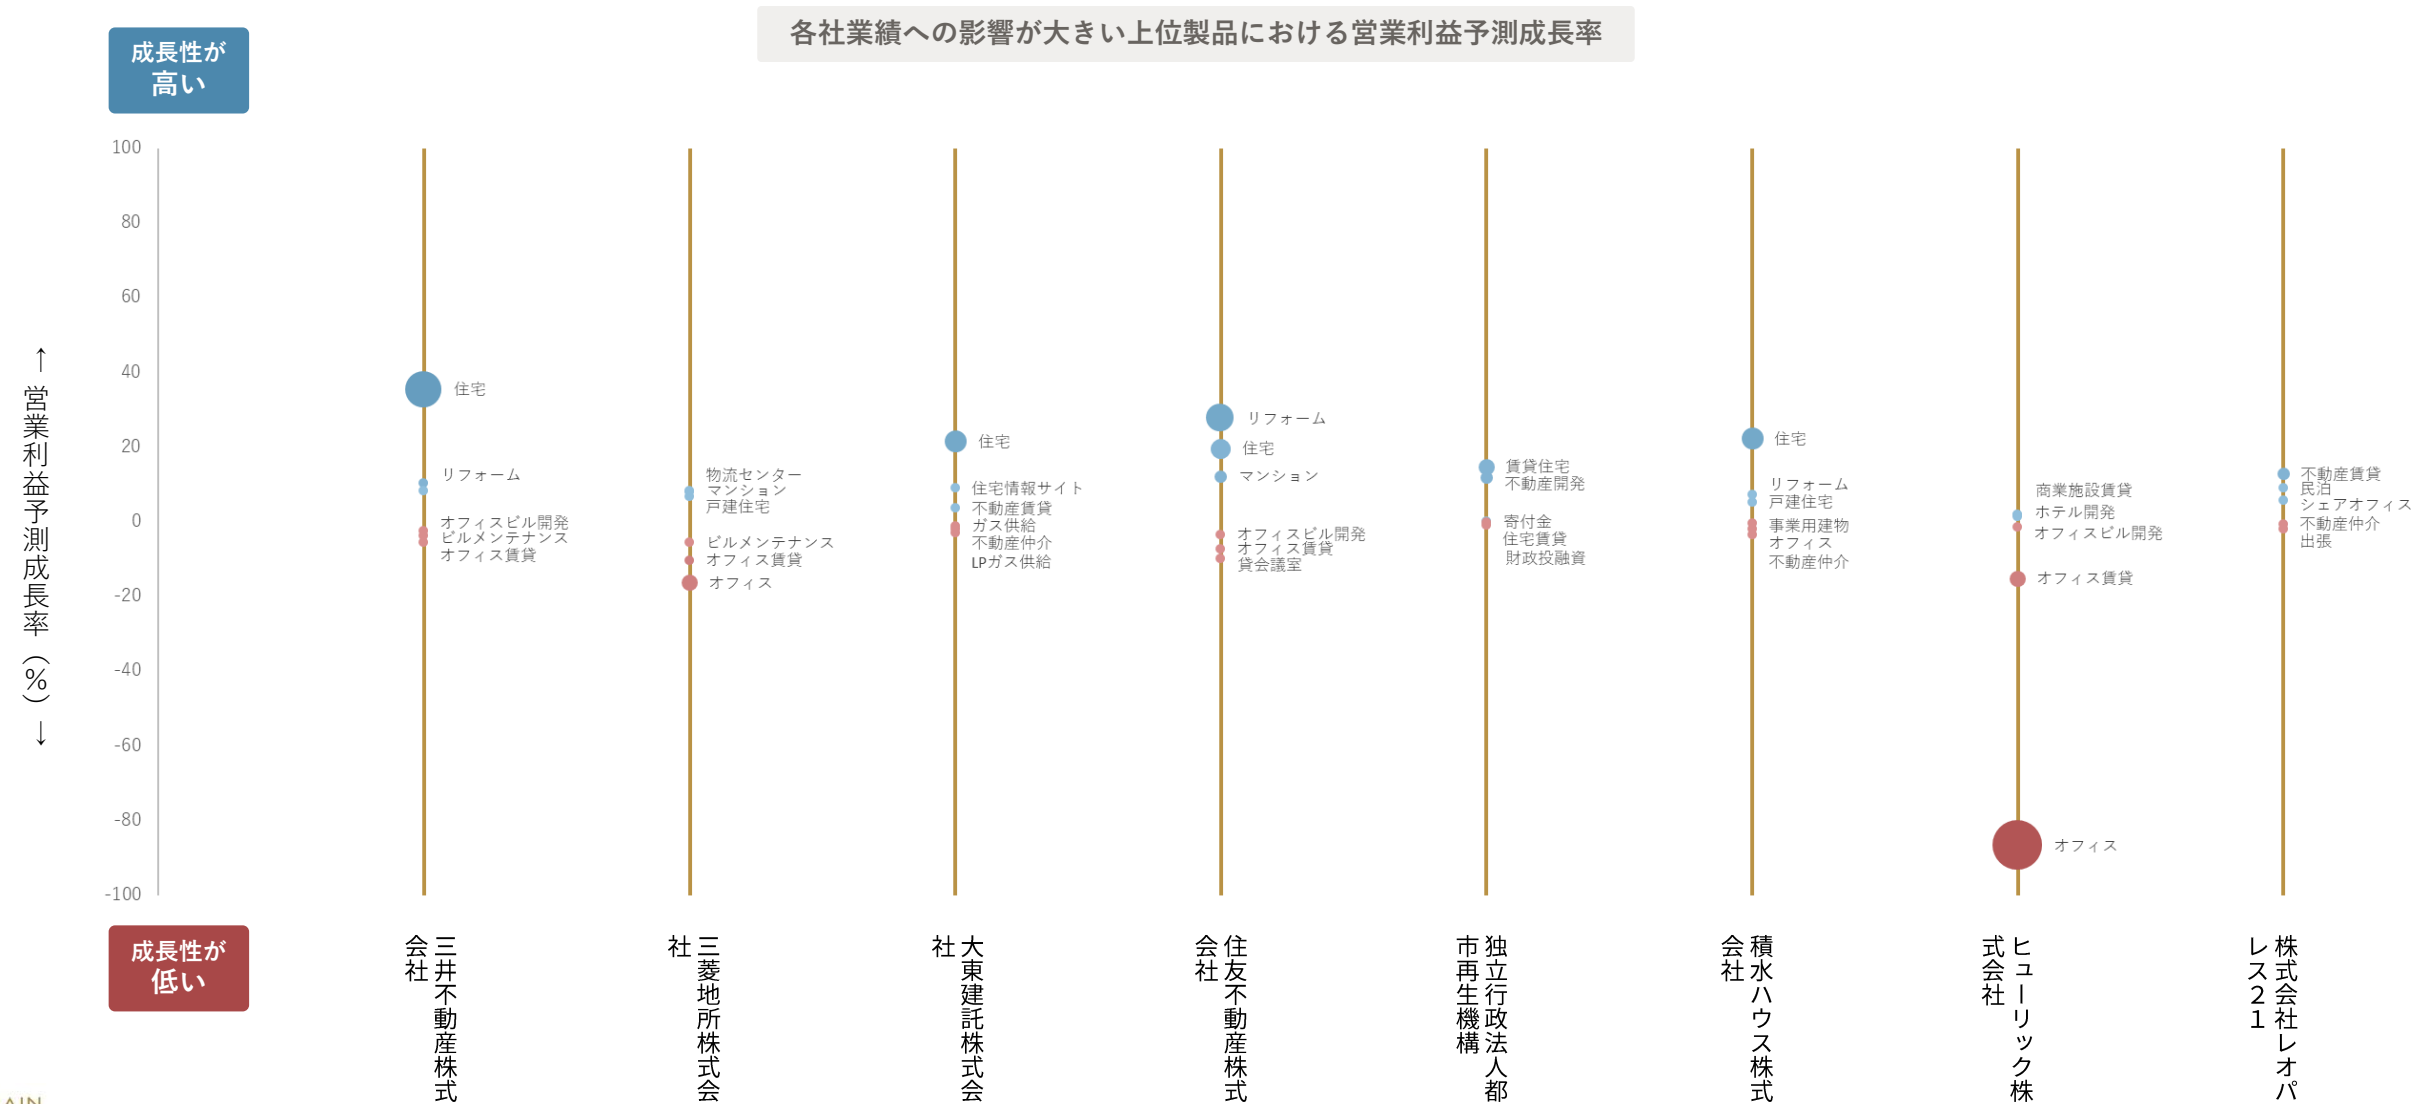 各社業績への影響が大きい上位製品における営業利益予測成長率
成長性が
高い
100
80
60
40
20
0
-20
-40
-60
-80
-100
← 営業利益予測成長率（%）→
成長性が
低い
住宅
リフォーム
オフィスビル開発
ビルメンテナンス
オフィス賃貸
物流センター
マンション
戸建住宅
ビルメンテナンス
オフィス賃貸
オフィス
住宅
住宅情報サイト
不動産賃貸
ガス供給
不動産仲介
LPガス供給
リフォーム
住宅
マンション
オフィスビル開発
オフィス賃貸
貸会議室
賃貸住宅
不動産開発
寄付金
住宅賃貸
財政投融資
住宅
リフォーム
戸建住宅
事業用建物
オフィス
不動産仲介
商業施設賃貸
ホテル開発
オフィスビル開発
オフィス賃貸
オフィス
不動産賃貸
民泊
シェアオフィス
不動産仲介
出張
三井不動産株式
会社
三菱地所株式会
社
大東建託株式会
社
住友不動産株式
会社
独立行政法人都
市再生機構
積水ハウス株式
会社
ヒューリック株
式会社
株式会社レオパ
レス２１